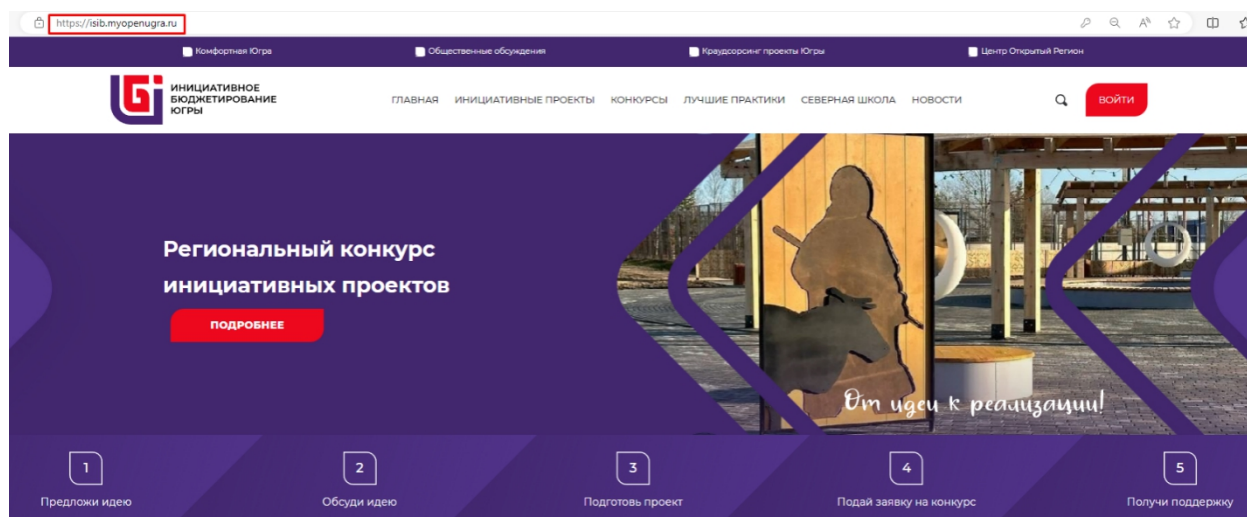 https://isib.myopenugra.ru
Комфортная Югра
Общественные обсуждения
Краудсорсинг проекты Югры
Центр Открытый Регион
ИНИЦИАТИВНОЕ
БЮДЖЕТИРОВАНИЕ
ЮГРЫ
ГЛАВНАЯ ИНИЦИАТИВНЫЕ ПРОЕКТЫ КОНКУРСЫ ЛУЧШИЕ ПРАКТИКИ СЕВЕРНАЯ ШКОЛА НОВОСТИ
ВОЙТИ
Региональный конкурс
инициативных проектов
ПОДРОБНЕЕ
От идеи к реализации!
1
Предложи идею
2
Обсуди идею
3
Подготовь проект
4
Подай заявку на конкурс
5
Получи поддержку